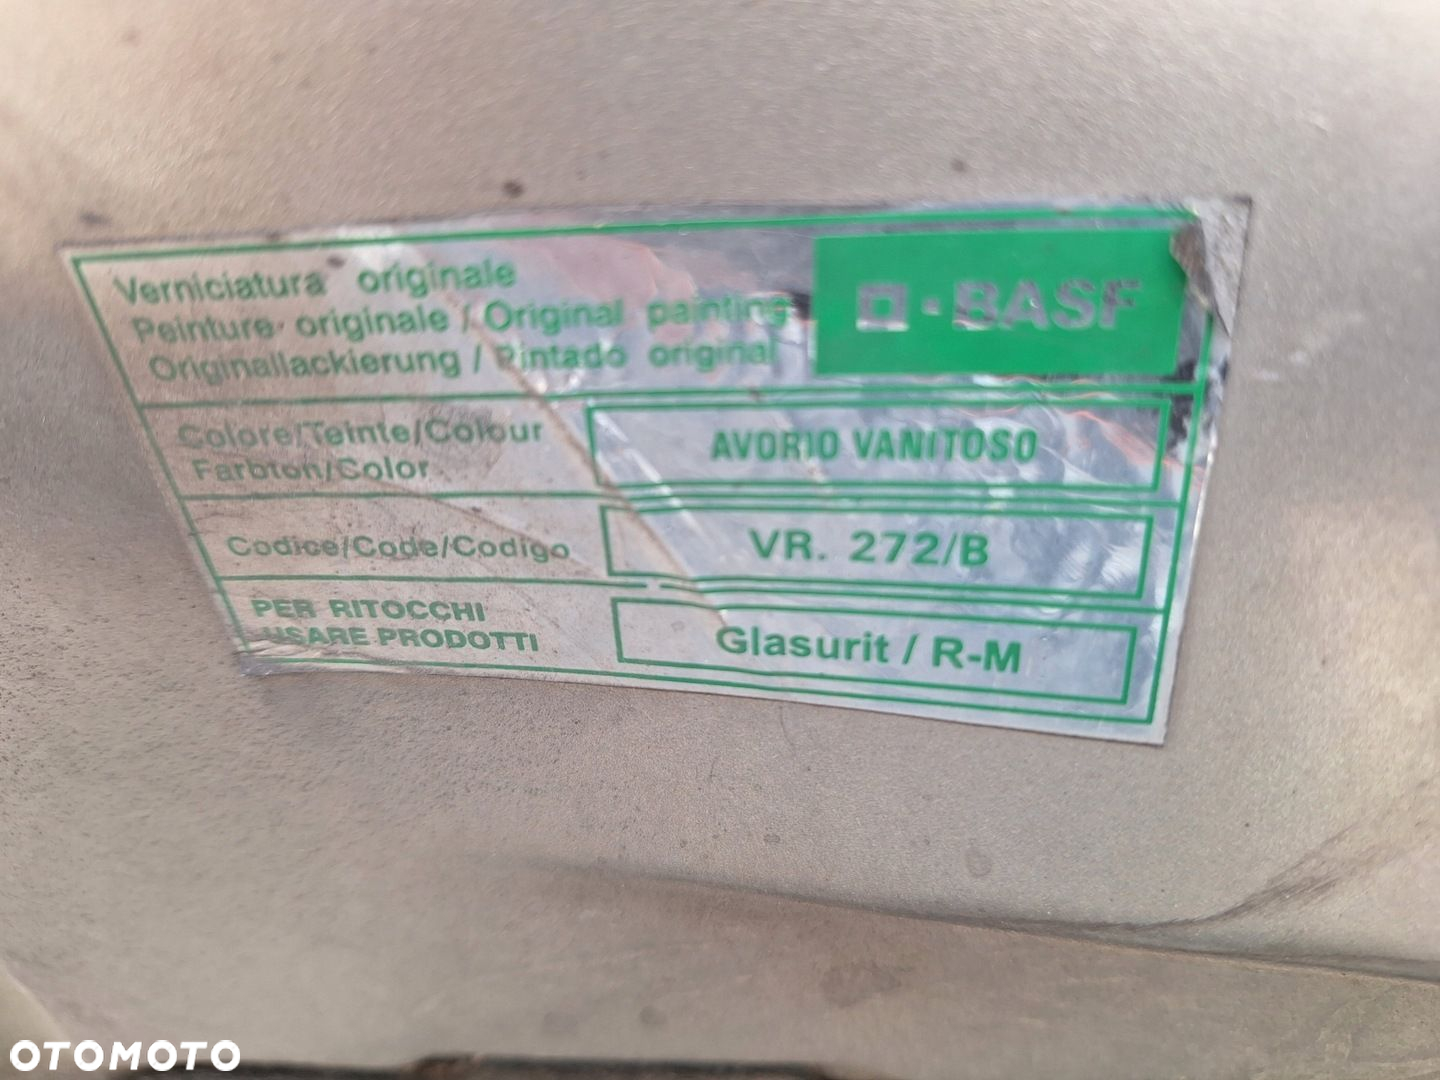 Verniciatura originale
Peinture originale / Original painting
Originallackierung / Pintado original
BASF
Colore/Teinte/Colour
Farbton/Color
AVORIO VANITOSO
Codice/Code/Codigo
VR. 272/B
PER RITOCCHI
USARE PRODOTTI
Glasurit / R-M
OTOMOTO